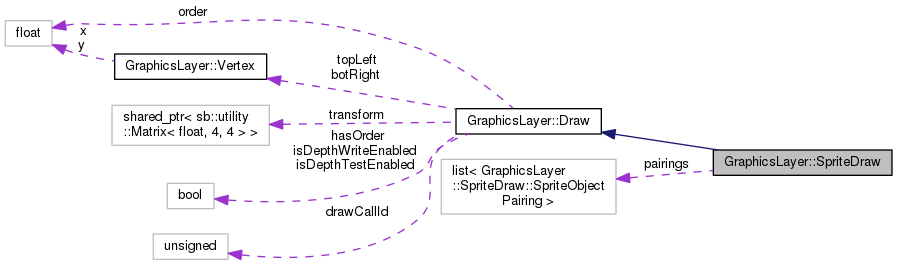 order
float
x
y
GraphicsLayer::Vertex
topLeft
botRight
shared_ptr< sb::utility
::Matrix< float, 4, 4 > >
transform
GraphicsLayer::Draw
hasOrder
isDepthWriteEnabled
isDepthTestEnabled
bool
list< GraphicsLayer
::SpriteDraw::SpriteObject
Pairing >
pairings
GraphicsLayer::SpriteDraw
drawCallId
unsigned